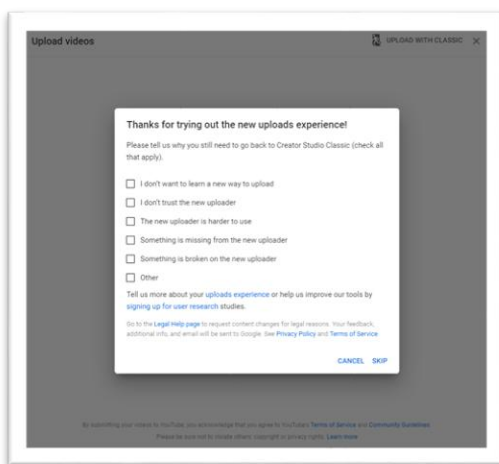 Upload videos
UPLOAD WITH CLASSIC
Thanks for trying out the new uploads experience!
Please tell us why you still need to go back to Creator Studio Classic (check all
that apply).
I don't want to learn a new way to upload
I don't trust the new uploader
The new uploader is harder to use
Something is missing from the new uploader
Something is broken on the new uploader
Other
Tell us more about your uploads experience or help us improve our tools by
signing up for user research studies.
Go to the Legal Help page to request content changes for legal reasons. Your feedback,
additional info, and email will be sent to Google. See Privacy Policy and Terms of Service
CANCEL SKIP
By submitting your videos to YouTube, you acknowledge that you agree to YouTube's Terms of Service and Community Guidelines
Please be sure not to violate others' copyright or privacy rights. Learn more